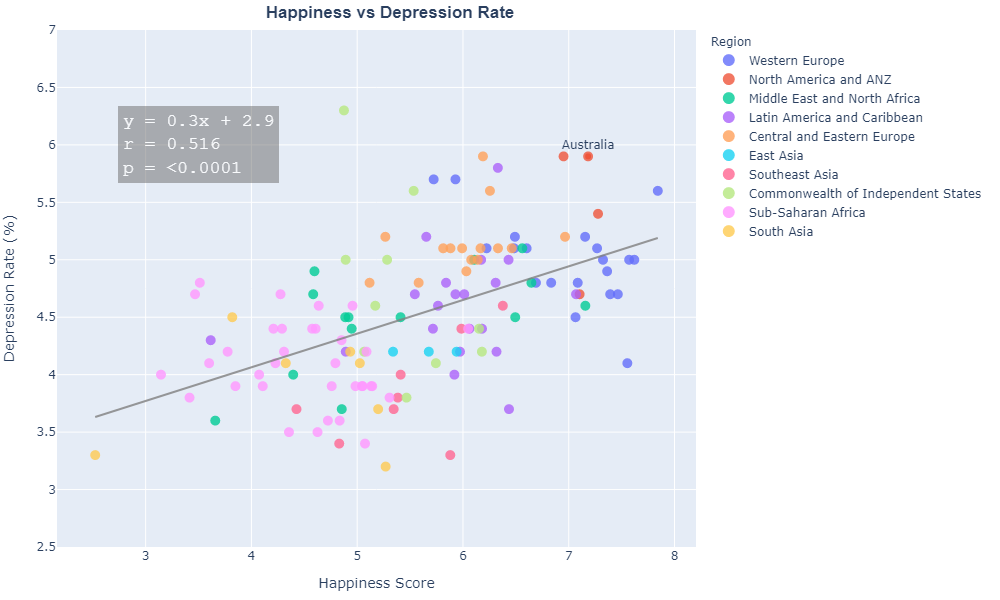 Happiness vs Depression Rate
7
6.5
6
5.5
5
4.5
4
3.5
3
2.5
Depression Rate (%)
y = 0.3x + 2.9
r = 0.516
p = <0.0001
Australia
3
4
5
6
7
8
Happiness Score
Region
Western Europe
North America and ANZ
Middle East and North Africa
Latin America and Caribbean
Central and Eastern Europe
East Asia
Southeast Asia
Commonwealth of Independent States
Sub-Saharan Africa
South Asia